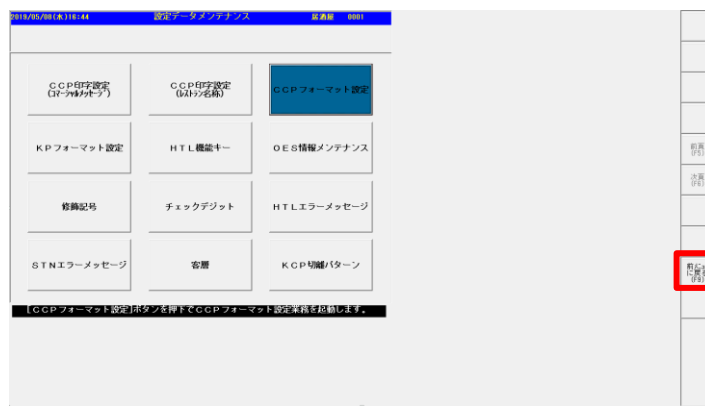 2019/05/08(水)16:44 設定データメンテナンス 居酒屋 0001
前頁
(F5)
次頁
(F6)
CCP印字設定
(コマーシャルメッセージ)
CCP印字設定
(レストラン名称)
CCPフォーマット設定
KPフォーマット設定
HTL機能キー
OES情報メンテナンス
修飾記号
チェックデジット
HTLエラーメッセージ
STNエラーメッセージ
客層
KCP切離パターン
前に
に戻る
(F9)
[CCPフォーマット設定]ボタンを押下でCCPフォーマット設定業務を起動します。